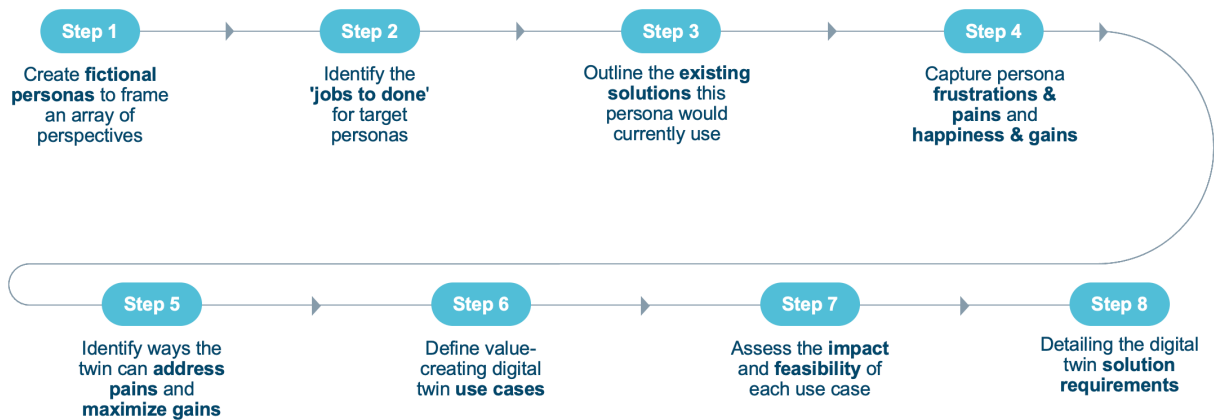 Step 1
Create fictional
personas to frame
an array of
perspectives
Step 2
Identify the
'jobs to done'
for target
personas
Step 3
Outline the existing
solutions this
persona would
currently use
Step 4
Capture persona
frustrations &
pains and
happiness & gains
Step 5
Identify ways the
twin can address
pains and
maximize gains
Step 6
Define value-
creating digital
twin use cases
Step 7
Assess the impact
and feasibility of
each use case
Step 8
Detailing the digital
twin solution
requirements